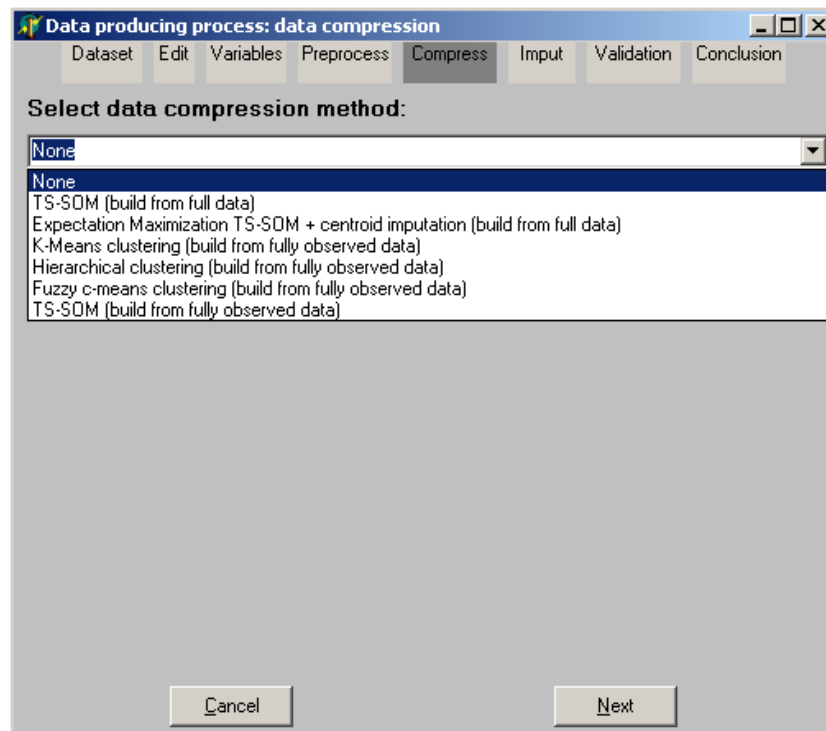 Data producing process: data compression
Dataset Edit Variables Preprocess Compress Imput Validation Conclusion
Select data compression method:
None
None
TS-SOM (build from full data)
Expectation Maximization TS-SOM + centroid imputation (build from full data)
K-Means clustering (build from fully observed data)
Hierarchical clustering (build from fully observed data)
Fuzzy c-means clustering (build from fully observed data)
TS-SOM (build from fully observed data)
Cancel Next